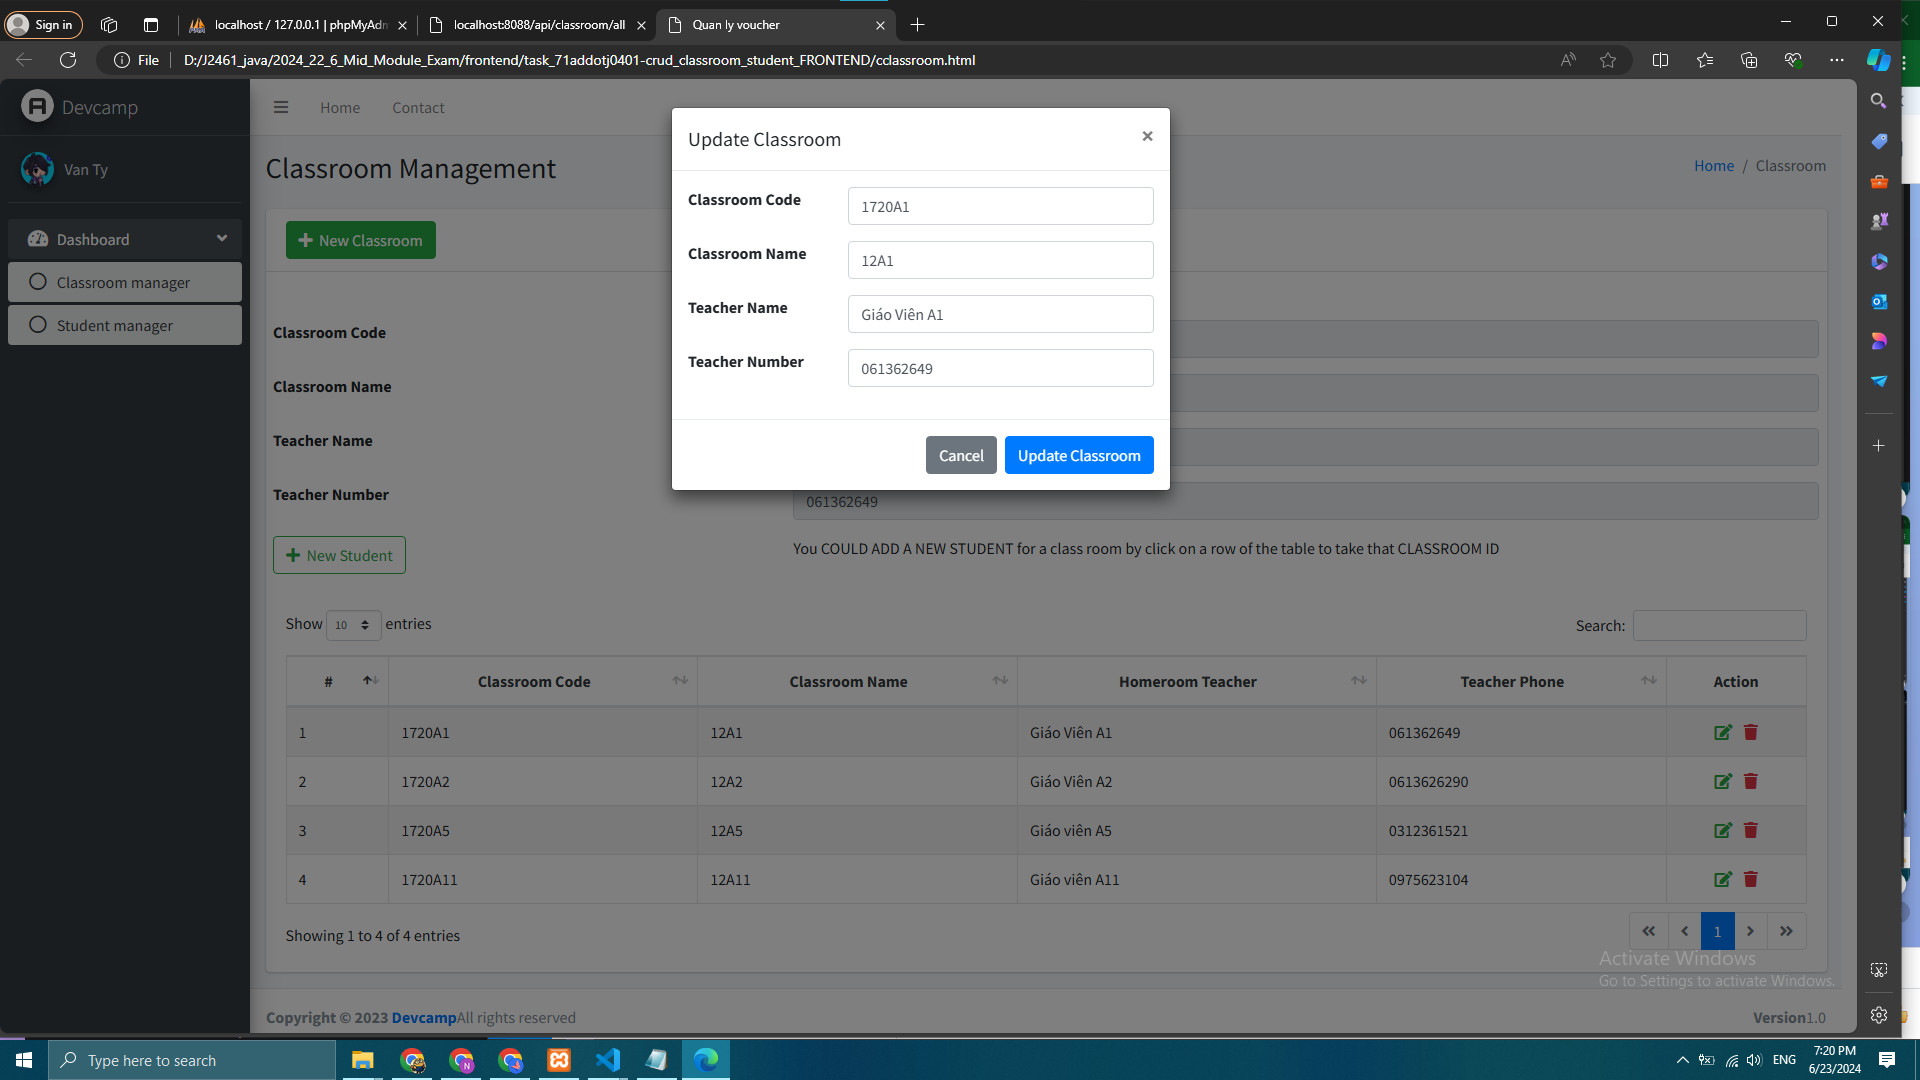 Sign in
localhost / 127.0.0.1 | phpMyAdm
localhost:8088/api/classroom/all
Quan ly voucher
File
D:/J2461_java/2024_22_6_Mid_Module_Exam/frontend/task_71addotj0401-crud_classroom_student_FRONTEND/cclassroom.html
Devcamp
Home
Contact
Van Ty
Classroom Management
Home / Classroom
Dashboard
Classroom manager
Student manager
New Classroom
Update Classroom
×
Classroom Code
1720A1
Classroom Name
12A1
Teacher Name
Giáo Viên A1
Teacher Number
061362649
Cancel
Update Classroom
Classroom Code
Classroom Name
Teacher Name
Teacher Number
061362649
New Student
You COULD ADD A NEW STUDENT for a class room by click on a row of the table to take that CLASSROOM ID
Show 10 entries
Search:
# Classroom Code Classroom Name Homeroom Teacher Teacher Phone Action
1 1720A1 12A1 Giáo Viên A1 061362649
2 1720A2 12A2 Giáo Viên A2 0613626290
3 1720A5 12A5 Giáo viên A5 0312361521
4 1720A11 12A11 Giáo viên A11 0975623104
Showing 1 to 4 of 4 entries
« ‹ 1 › »
Activate Windows
Go to Settings to activate Windows.
Copyright © 2023 DevcampAll rights reserved
Version1.0
Type here to search
ENG
7:20 PM
6/23/2024